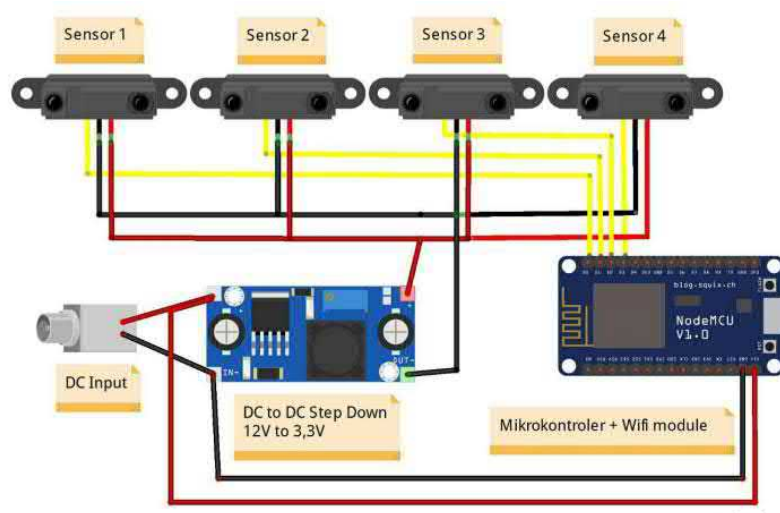 Sensor 1
Sensor 2
Sensor 3
Sensor 4
blog-squix-ch
NodeMCU
V1.0
IN-
OUT-
DC Input
DC to DC Step Down
12V to 3,3V
Mikrokontroler + Wifi module